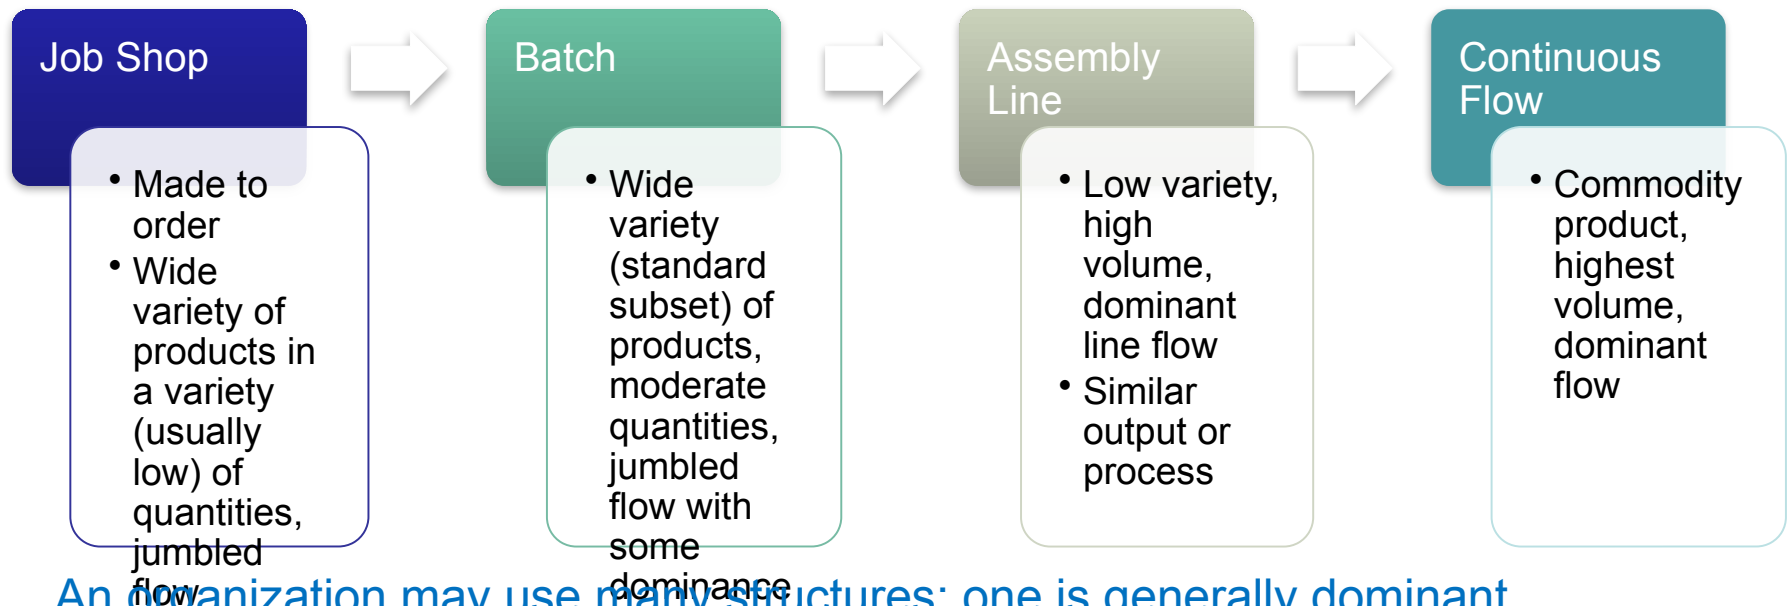 Job Shop
• Made to
order
• Wide
variety of
products in
a variety
(usually
low) of
quantities,
jumbled
flow
Batch
• Wide
variety
(standard
subset) of
products,
moderate
quantities,
jumbled
flow with
some
dominance
Assembly
Line
• Low variety,
high
volume,
dominant
line flow
• Similar
output or
process
Continuous
Flow
• Commodity
product,
highest
volume,
dominant
flow
An organization may use many structures; one is generally dominant